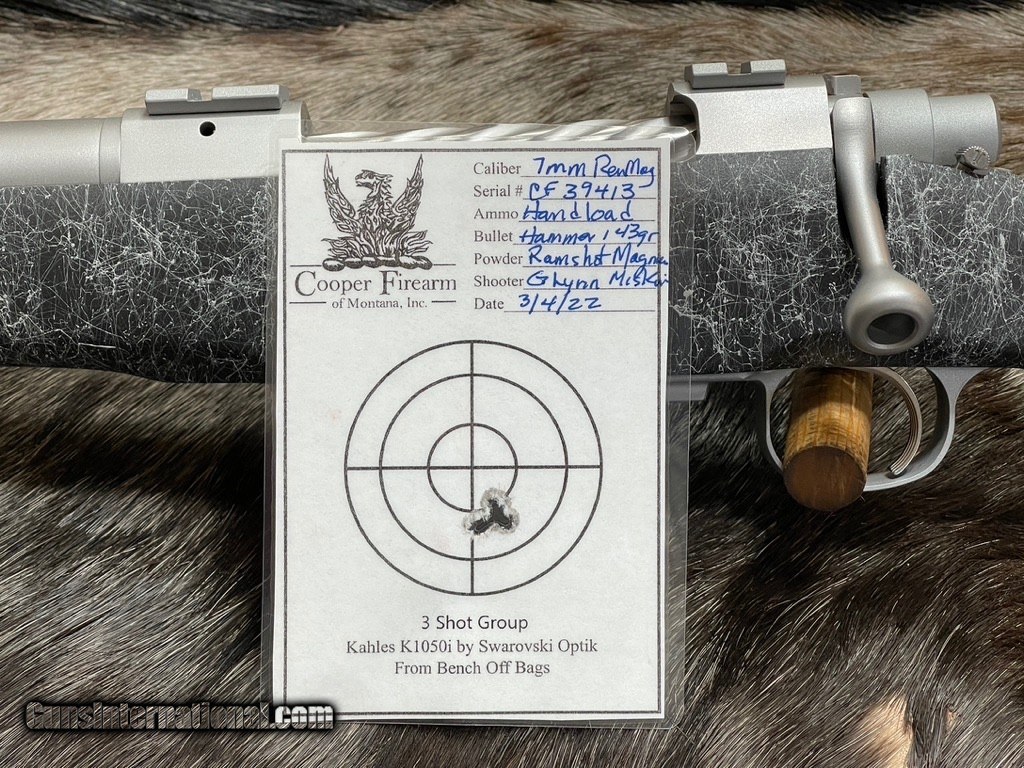 Caliber 7mm RemMag
Serial # CF 39413
Ammo Handload
Bullet Hammer 143gr
Powder Ramshot Magnum
Shooter Glynn
Date 3/4/22
Cooper Firearm
of Montana, Inc.
3 Shot Group
Kahles K1050i by Swarovski Optik
From Bench Off Bags
GunsInternational.com